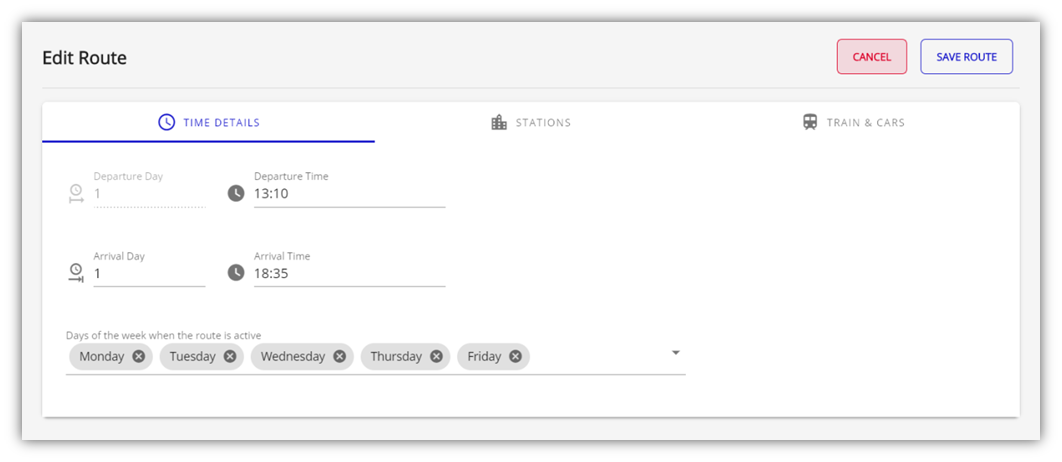 Edit Route
CANCEL
SAVE ROUTE
TIME DETAILS
STATIONS
TRAIN & CARS
Departure Day
1
Departure Time
13:10
Arrival Day
1
Arrival Time
18:35
Days of the week when the route is active
Monday Tuesday Wednesday Thursday Friday